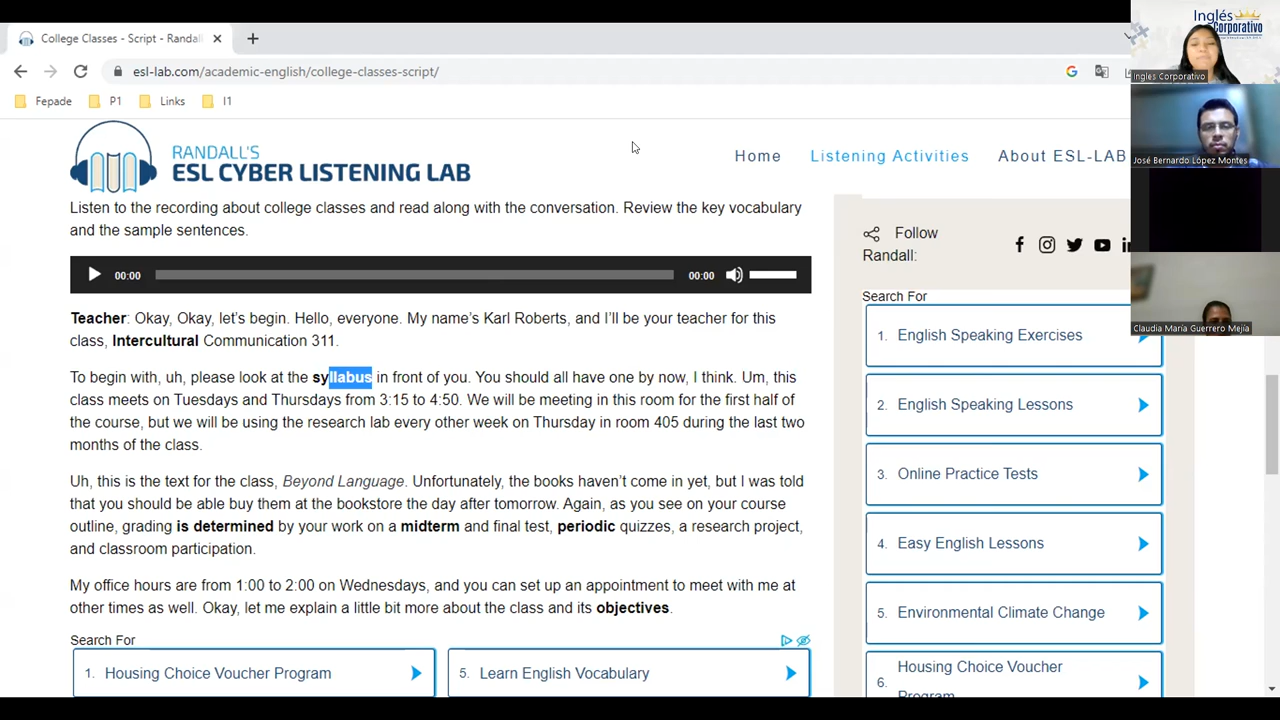 College Classes - Script - Randal
esl-lab.com/academic-english/college-classes-script/
Fepade P1 Links I1
RANDALL'S
ESL CYBER LISTENING LAB
Home Listening Activities About ESL-LAB
Listen to the recording about college classes and read along with the conversation. Review the key vocabulary
and the sample sentences.
00:00 00:00
Teacher: Okay, Okay, let's begin. Hello, everyone. My name's Karl Roberts, and I'll be your teacher for this
class, Intercultural Communication 311.
To begin with, uh, please look at the syllabus in front of you. You should all have one by now, I think. Um, this
class meets on Tuesdays and Thursdays from 3:15 to 4:50. We will be meeting in this room for the first half of
the course, but we will be using the research lab every other week on Thursday in room 405 during the last two
months of the class.
Uh, this is the text for the class, Beyond Language. Unfortunately, the books haven't come in yet, but I was told
that you should be able buy them at the bookstore the day after tomorrow. Again, as you see on your course
outline, grading is determined by your work on a midterm and final test, periodic quizzes, a research project,
and classroom participation.
My office hours are from 1:00 to 2:00 on Wednesdays, and you can set up an appointment to meet with me at
other times as well. Okay, let me explain a little bit more about the class and its objectives.
Search For
1. Housing Choice Voucher Program
5. Learn English Vocabulary
Follow
Randall:
Search For
1. English Speaking Exercises
2. English Speaking Lessons
3. Online Practice Tests
4. Easy English Lessons
5. Environmental Climate Change
6. Housing Choice Voucher
Program
Inglés
Corporativo
Ingles Corporativo
José Bernardo López Montes
Claudia María Guerrero Mejía